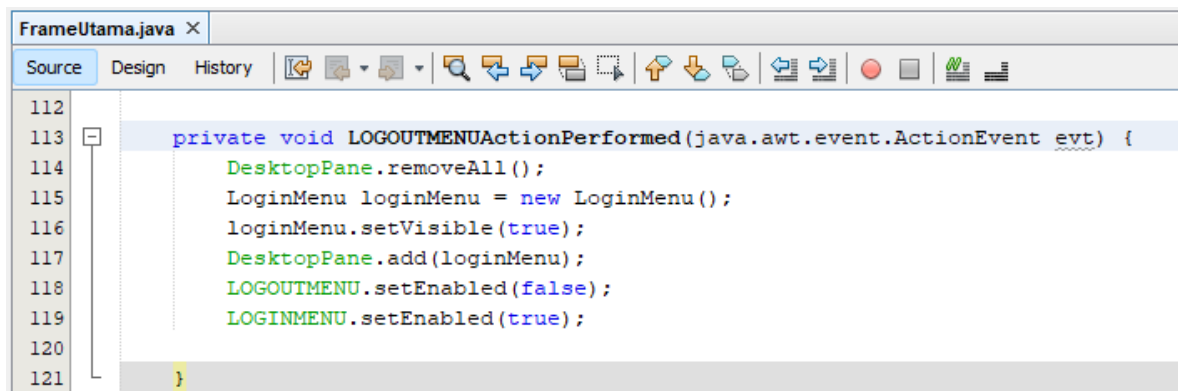 FrameUtama.java
Source Design History
112
113 private void LOGOUTMENUActionPerformed(java.awt.event.ActionEvent evt) {
114 DesktopPane.removeAll();
115 LoginMenu loginMenu = new LoginMenu();
116 loginMenu.setVisible(true);
117 DesktopPane.add(loginMenu);
118 LOGOUTMENU.setEnabled(false);
119 LOGINMENU.setEnabled(true);
120
121 }